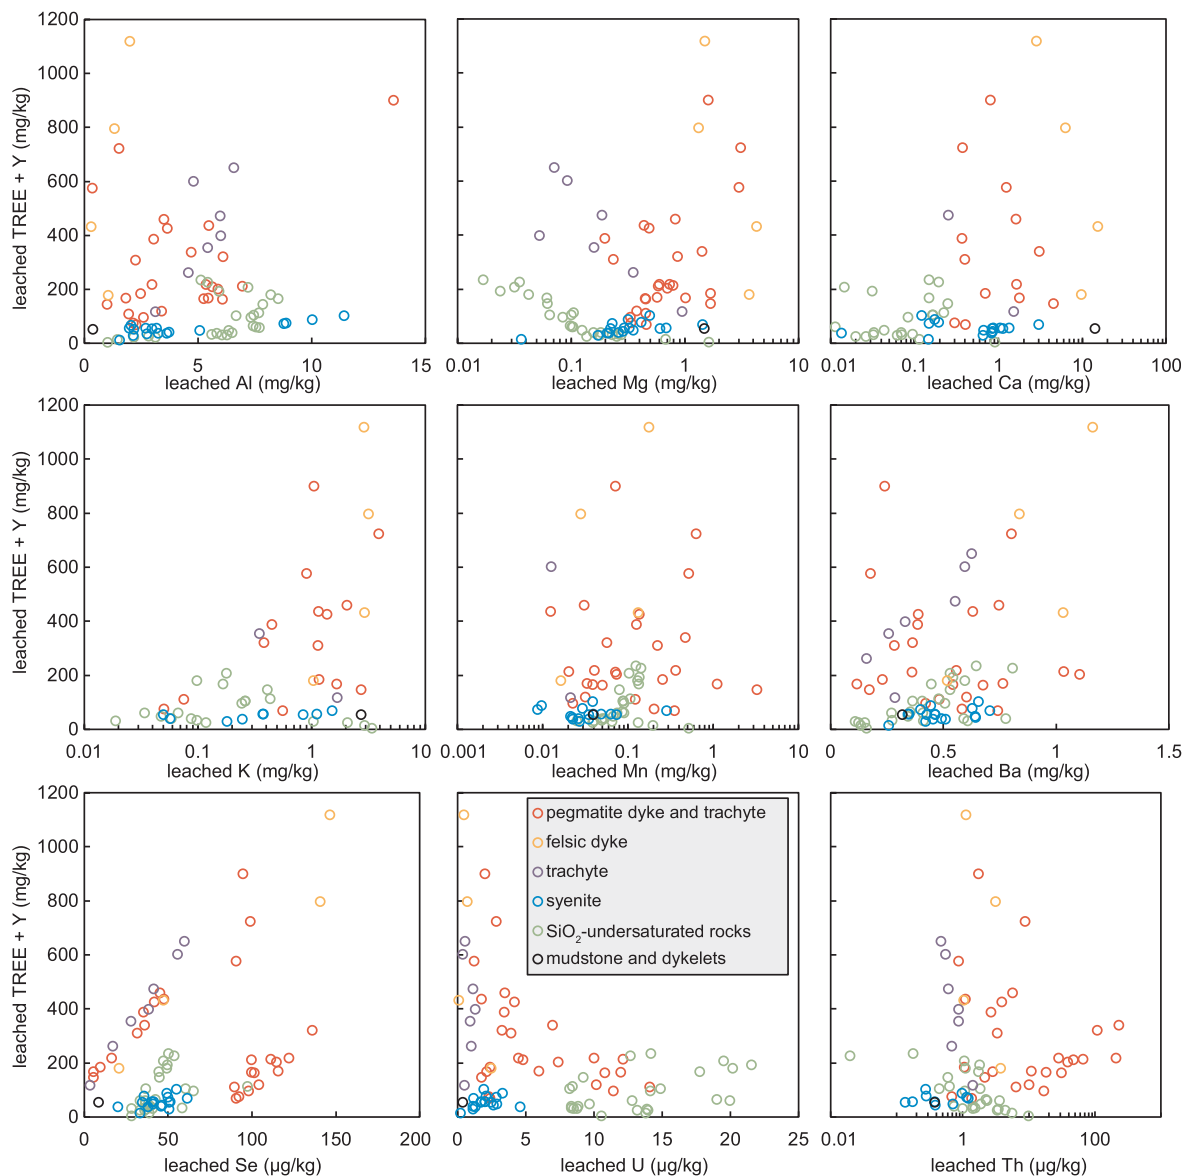 1200
1000
800
600
400
200
0
leached TREE + Y (mg/kg)
0 5 10 15
leached Al (mg/kg)
0.01 0.1 1 10
leached Mg (mg/kg)
0.01 0.1 1 10 100
leached Ca (mg/kg)
1200
1000
800
600
400
200
0
leached TREE + Y (mg/kg)
0.01 0.1 1 10
leached K (mg/kg)
0.001 0.01 0.1 1 10
leached Mn (mg/kg)
0 0.5 1 1.5
leached Ba (mg/kg)
1200
1000
800
600
400
200
0
leached TREE + Y (mg/kg)
pegmatite dyke and trachyte
felsic dyke
trachyte
syenite
SiO2-undersaturated rocks
mudstone and dykelets
0 50 100 150 200
leached Se (µg/kg)
0 5 10 15 20 25
leached U (µg/kg)
0.01 1 100
leached Th (µg/kg)